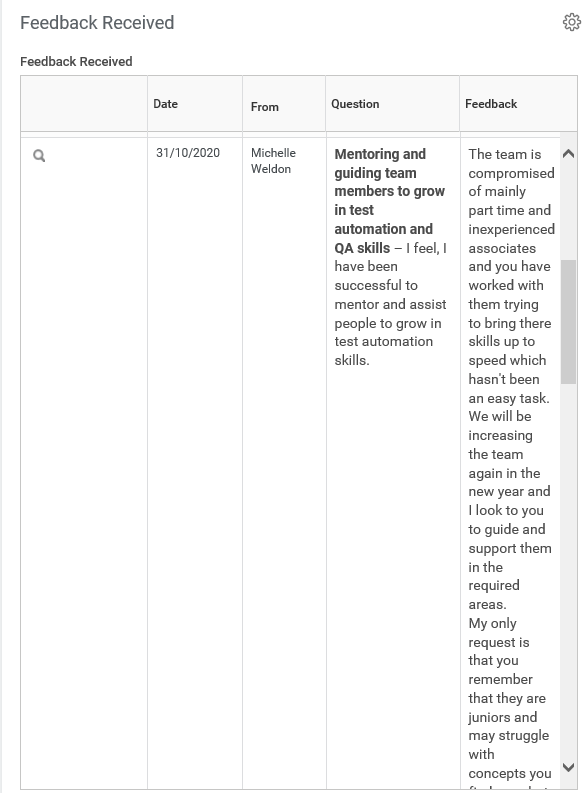 Feedback Received
Feedback Received
Date
From
Question
Feedback
31/10/2020
Michelle
Weldon
Mentoring and
guiding team
members to grow
in test
automation and
QA skills – I feel, I
have been
successful to
mentor and assist
people to grow in
test automation
skills.
The team is
compromised
of mainly
part time and
inexperienced
associates
and you have
worked with
them trying
to bring there
skills up to
speed which
hasn't been
an easy task.
We will be
increasing
the team
again in the
new year and
I look to you
to guide and
support them
in the
required
areas.
My only
request is
that you
remember
that they are
juniors and
may struggle
with
concepts you